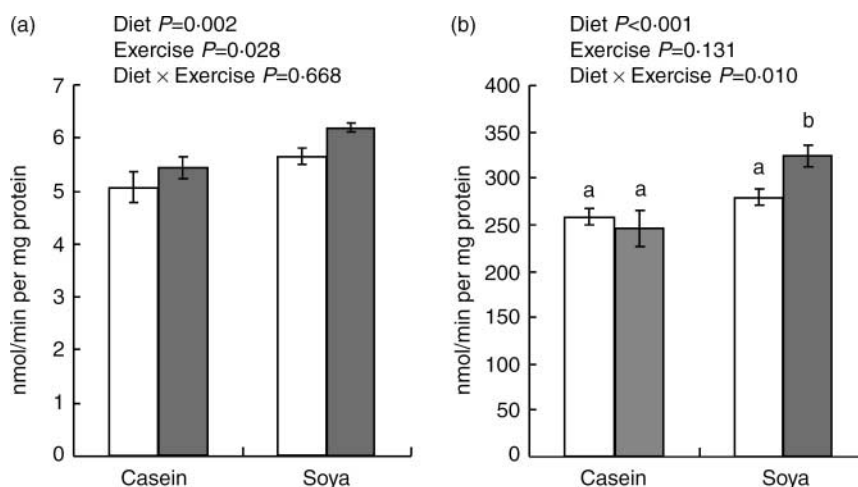 (a)
Diet P=0·002
Exercise P=0·028
Diet × Exercise P=0·668
7
6
5
4
3
2
1
0
nmol/min per mg protein
Casein
Soya
(b)
Diet P<0·001
Exercise P=0·131
Diet × Exercise P=0·010
400
350
300
250
200
150
100
50
0
nmol/min per mg protein
a
a
a
b
Casein
Soya